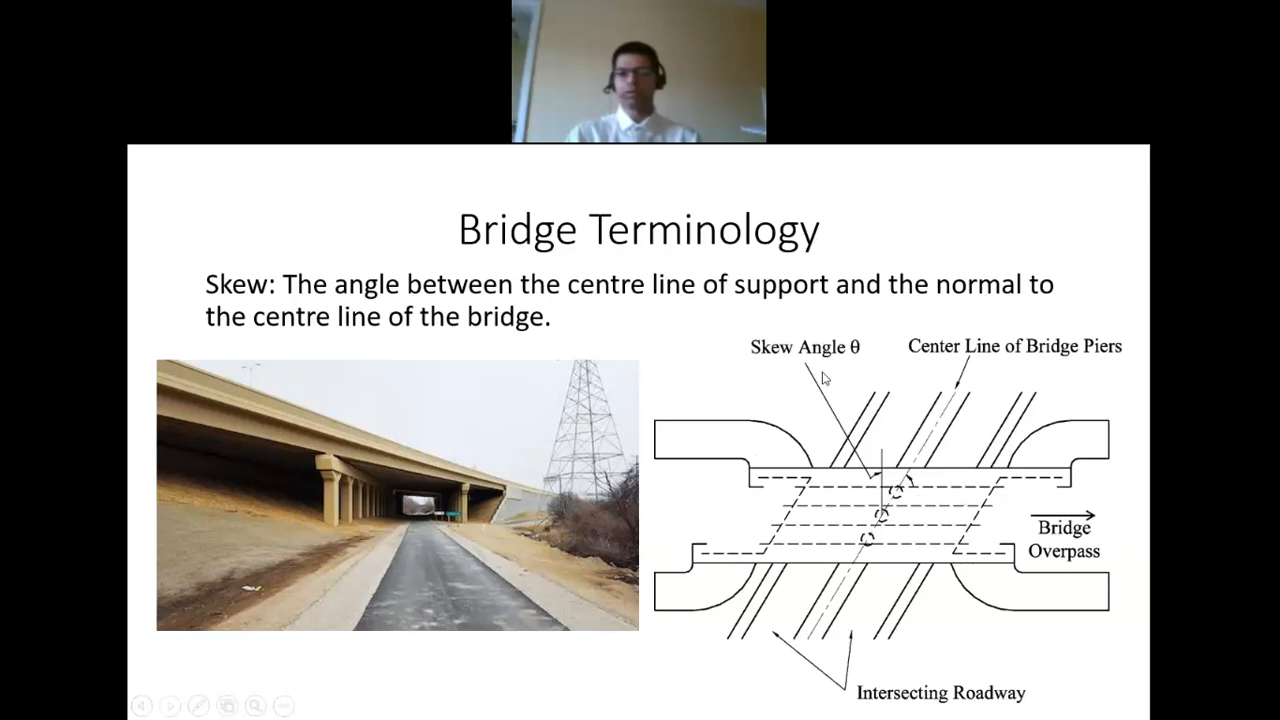 Bridge Terminology
Skew: The angle between the centre line of support and the normal to
the centre line of the bridge.
Skew Angle θ
Center Line of Bridge Piers
Bridge
Overpass
Intersecting Roadway